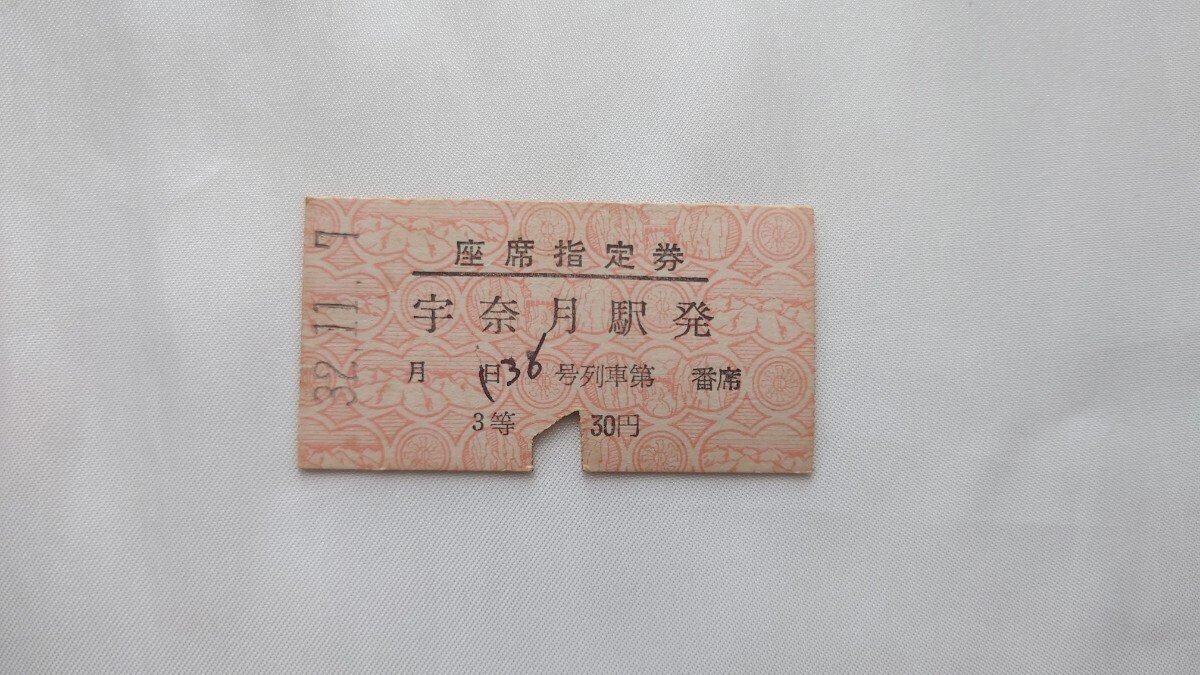 32.11.7
座席指定券
宇奈月駅発
月 日 136 号列車第 番席
3等 30円